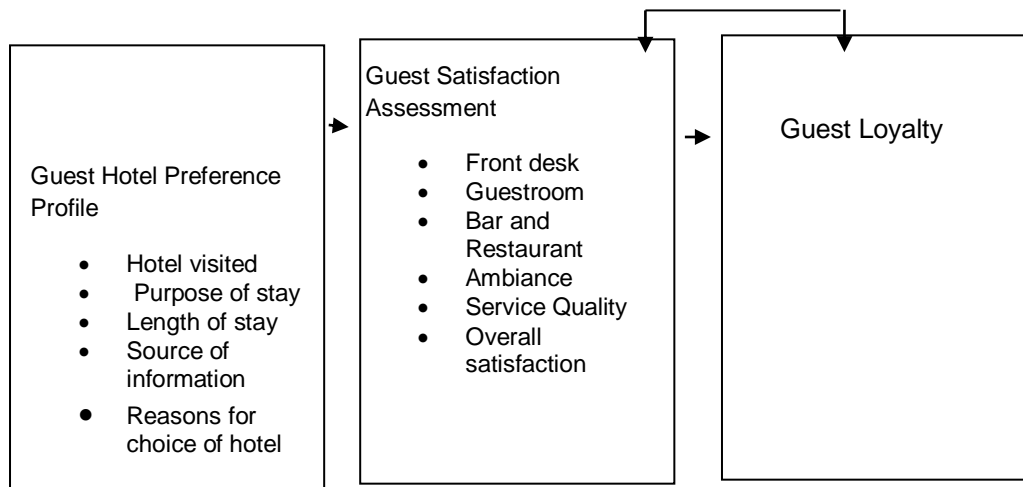 Guest Hotel Preference
Profile
• Hotel visited
• Purpose of stay
• Length of stay
• Source of
information
• Reasons for
choice of hotel
Guest Satisfaction
Assessment
• Front desk
• Guestroom
• Bar and
Restaurant
• Ambiance
• Service Quality
• Overall
satisfaction
Guest Loyalty